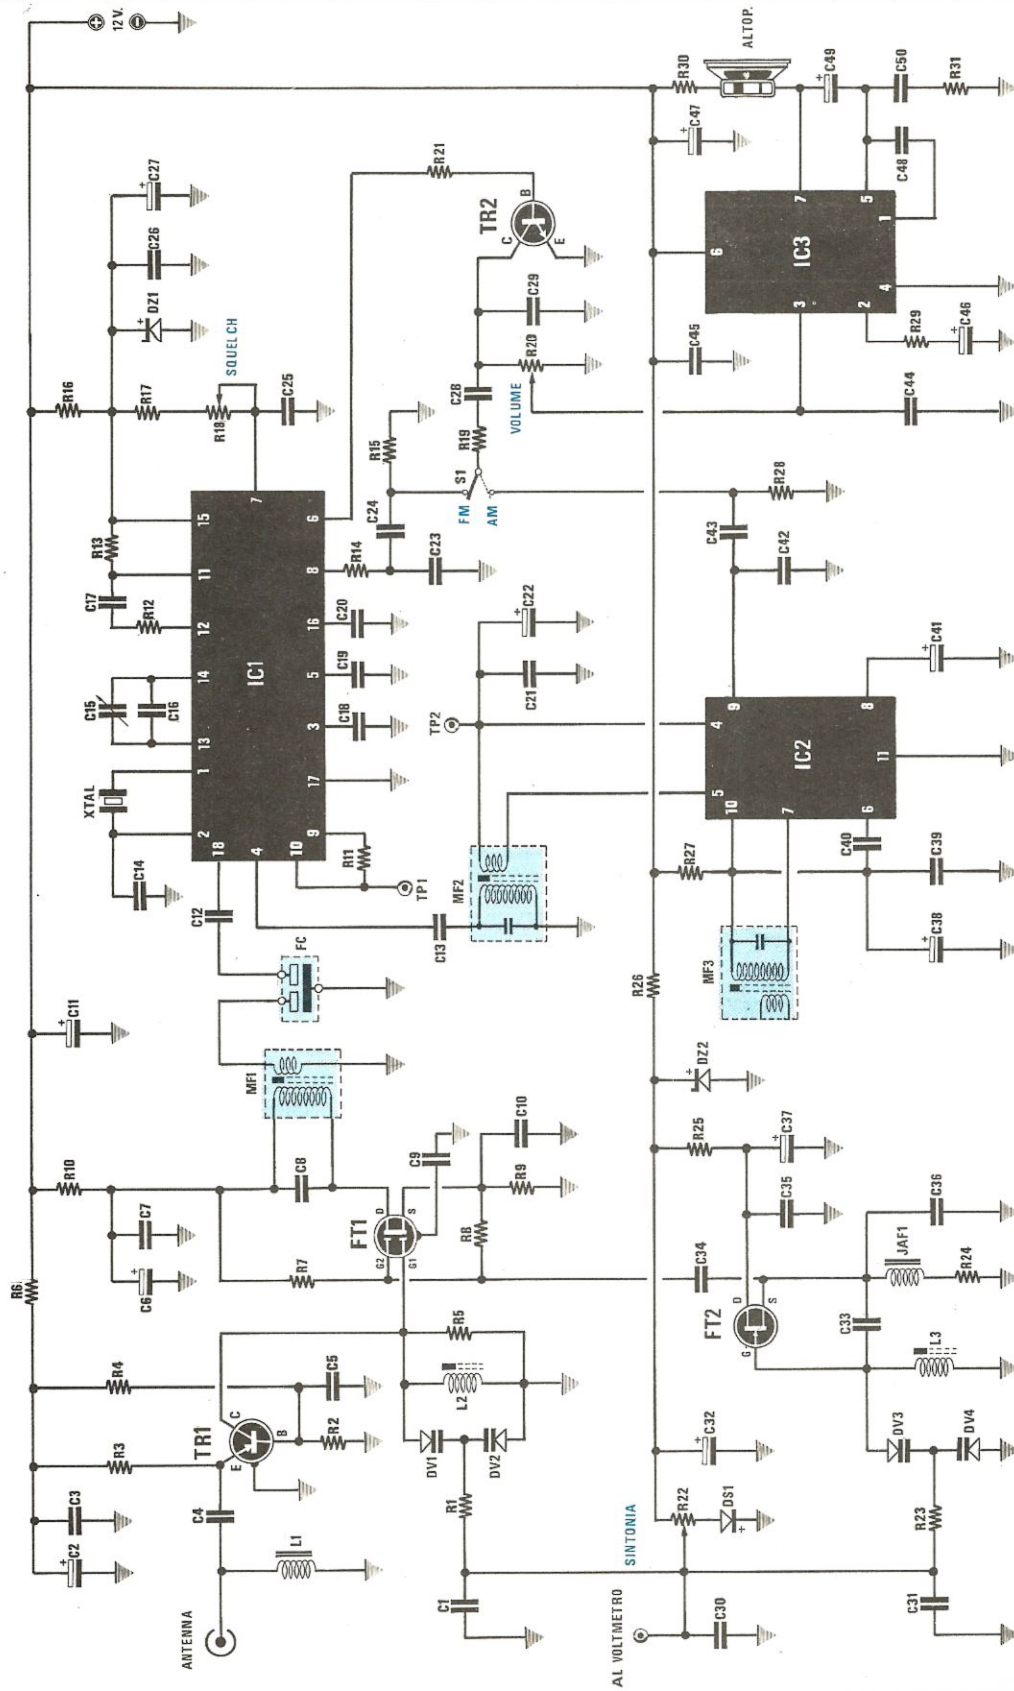 ANTENNA
C2
C3
R3
R4
R6
C4
L1
TR1
E
C
B
R2
C5
C6
C7
R10
C11
12 V.
R7
C8
MF1
FC
C12
C14
XTAL
C15
C16
R12
C17
R13
R16
R17
R18
SQUELCH
DZ1
C26
C27
C25
IC1
2
1
13
14
12
11
15
7
18
4
10
9
17
3
5
16
8
6
R11
TP1
C18
C19
C20
R14
C23
C24
R15
R21
C1
R1
DV1
DV2
L2
R5
FT1
G2
G1
D
S
R8
R9
C9
C10
C13
MF2
TP2
C21
C22
FM
AM
S1
R19
C28
VOLUME
R20
C29
TR2
C
B
E
AL VOLTMETRO
C30
SINTONIA
R22
DS1
C32
C34
R25
DZ2
R26
FT2
G
D
S
C35
C37
MF3
R27
IC2
5
4
9
10
7
6
11
8
C40
C39
C38
C41
C42
C43
R28
C45
C44
IC3
6
3
7
2
5
4
1
R29
C46
C47
R30
ALTOP.
C49
C48
C50
R31
C31
R23
DV3
DV4
L3
C33
JAF1
R24
C36